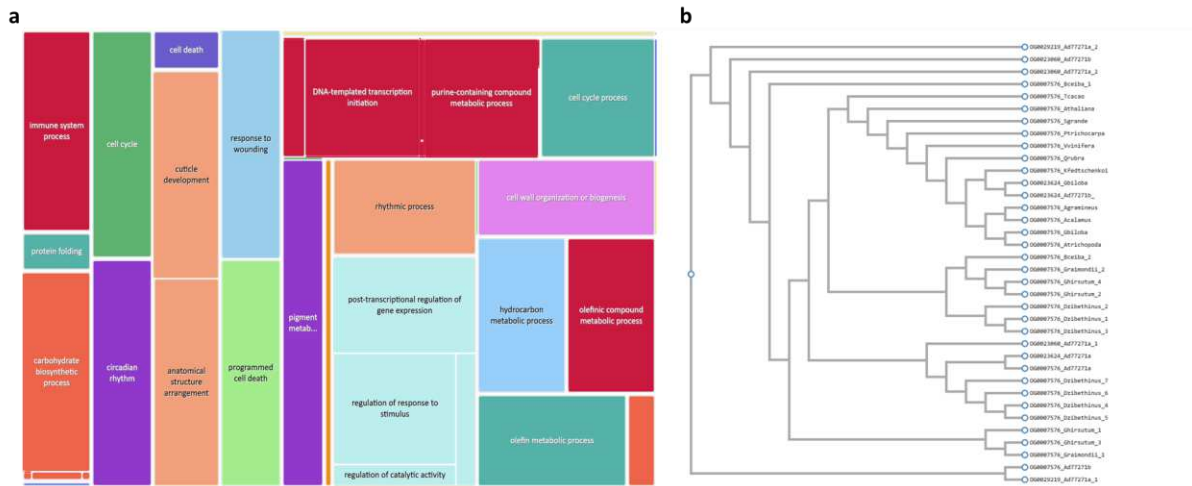 a
b
immune system
process
protein folding
carbohydrate
biosynthetic
process
cell cycle
circadian
rhythm
cell death
cuticle
development
anatomical
structure
arrangement
response to
wounding
programmed
cell death
DNA-templated transcription
initiation
purine-containing compound
metabolic process
cell cycle process
pigment
metab...
rhythmic process
cell wall organization or biogenesis
post-transcriptional regulation of
gene expression
regulation of response to
stimulus
regulation of catalytic activity
hydrocarbon
metabolic process
olefinic compound
metabolic process
olefin metabolic process
OG0029219_Ad77271a_2
OG0023060_Ad77271b
OG0023060_Ad77271a_2
OG0007576_Bceiba_1
OG0007576_Tcacao
OG0007576_Athaliana
OG0007576_Sgrande
OG0007576_Ptrichocarpa
OG0007576_Vvinifera
OG0007576_Qrubra
OG0007576_Kfedtschenkoi
OG0023624_Gbiloba
OG0023624_Ad77271b_
OG0007576_Agramineus
OG0007576_Acalamus
OG0007576_Gbiloba
OG0007576_Atrichopoda
OG0007576_Bceiba_2
OG0007576_Graimondii_2
OG0007576_Ghirsutum_4
OG0007576_Ghirsutum_2
OG0007576_Dzibethinus_2
OG0007576_Dzibethinus_1
OG0007576_Dzibethinus_3
OG0023060_Ad77271a_1
OG0023624_Ad77271a
OG0007576_Ad77271a
OG0007576_Dzibethinus_7
OG0007576_Dzibethinus_6
OG0007576_Dzibethinus_4
OG0007576_Dzibethinus_5
OG0007576_Ghirsutum_1
OG0007576_Ghirsutum_3
OG0007576_Graimondii_1
OG0007576_Ad77271b
OG0029219_Ad77271a_1